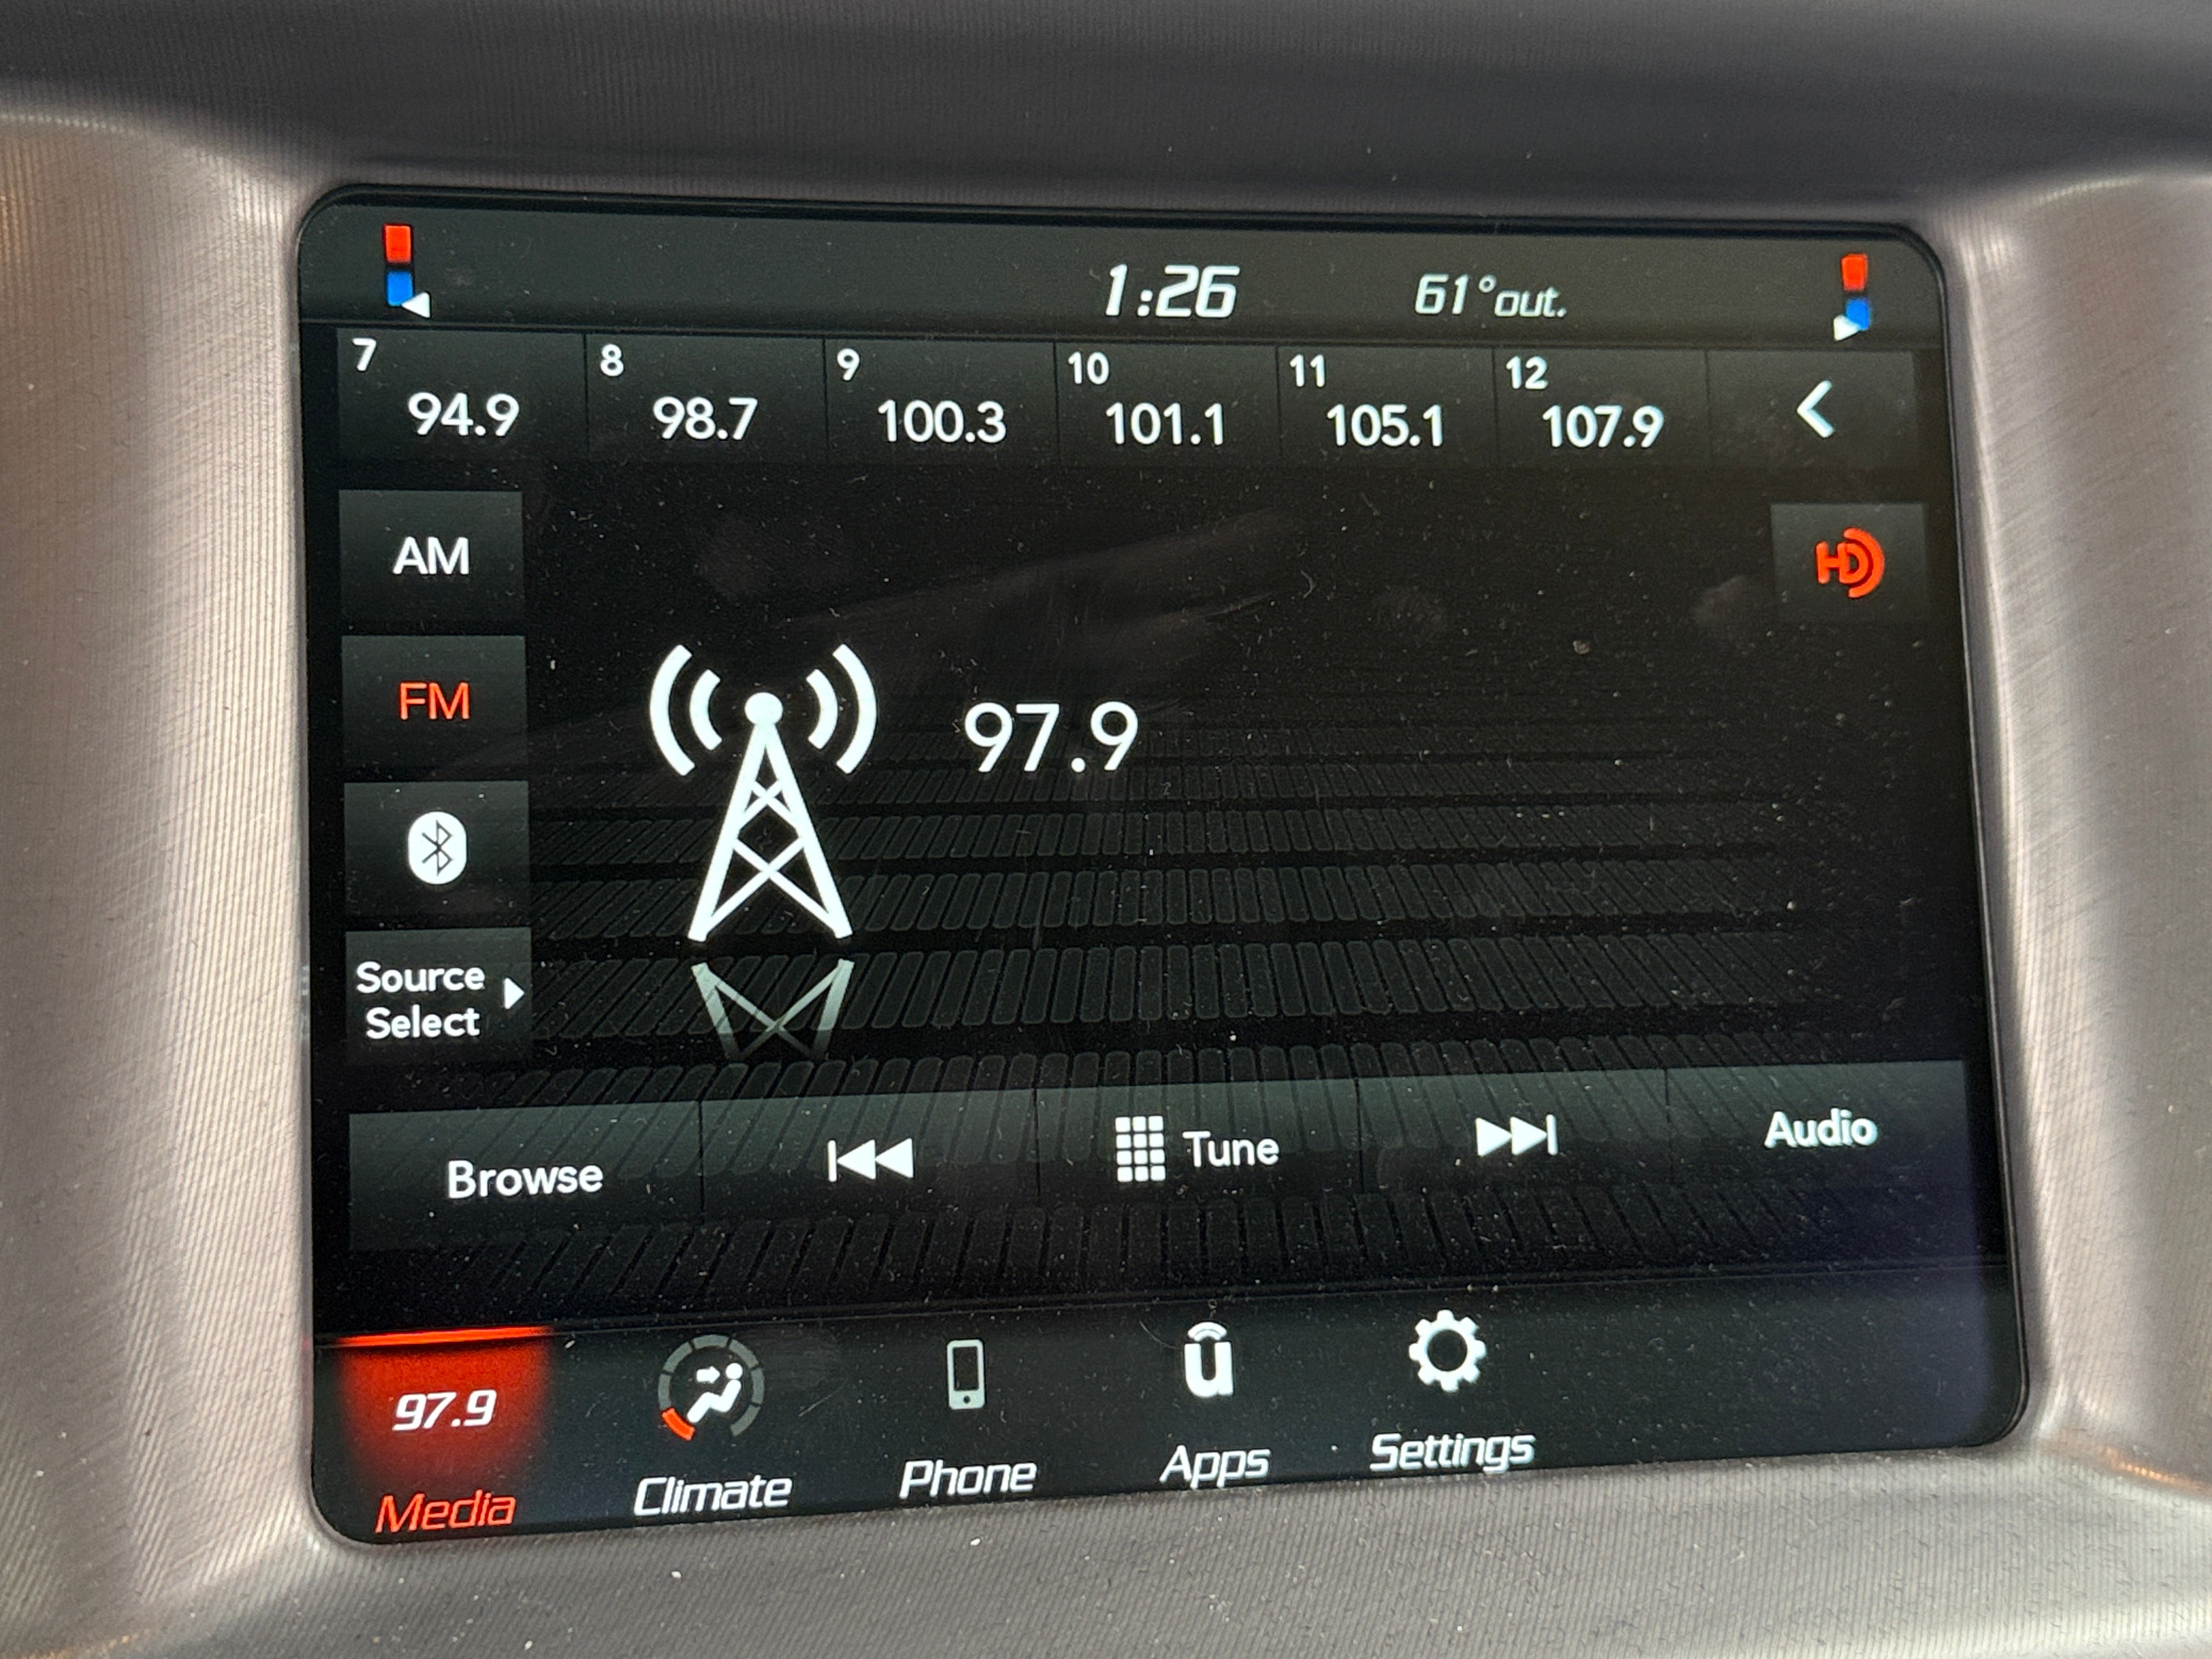 1:26 61°out.
7 8 9 10 11 12
94.9 98.7 100.3 101.1 105.1 107.9
AM
HD
FM
97.9
Source
Select
Browse Tune Audio
97.9 u
Media Climate Phone Apps Settings